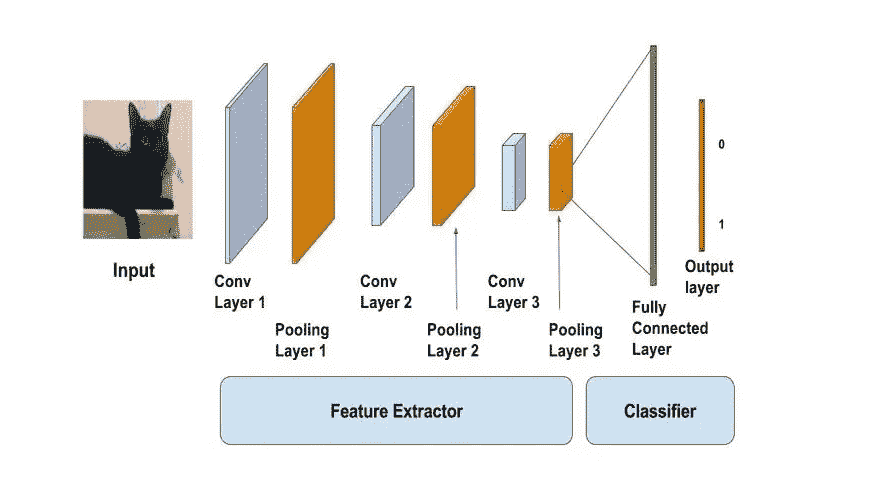 Input
Conv
Layer 1
Pooling
Layer 1
Conv
Layer 2
Pooling
Layer 2
Conv
Layer 3
Pooling
Layer 3
Fully
Connected
Layer
0
1
Output
layer
Feature Extractor
Classifier